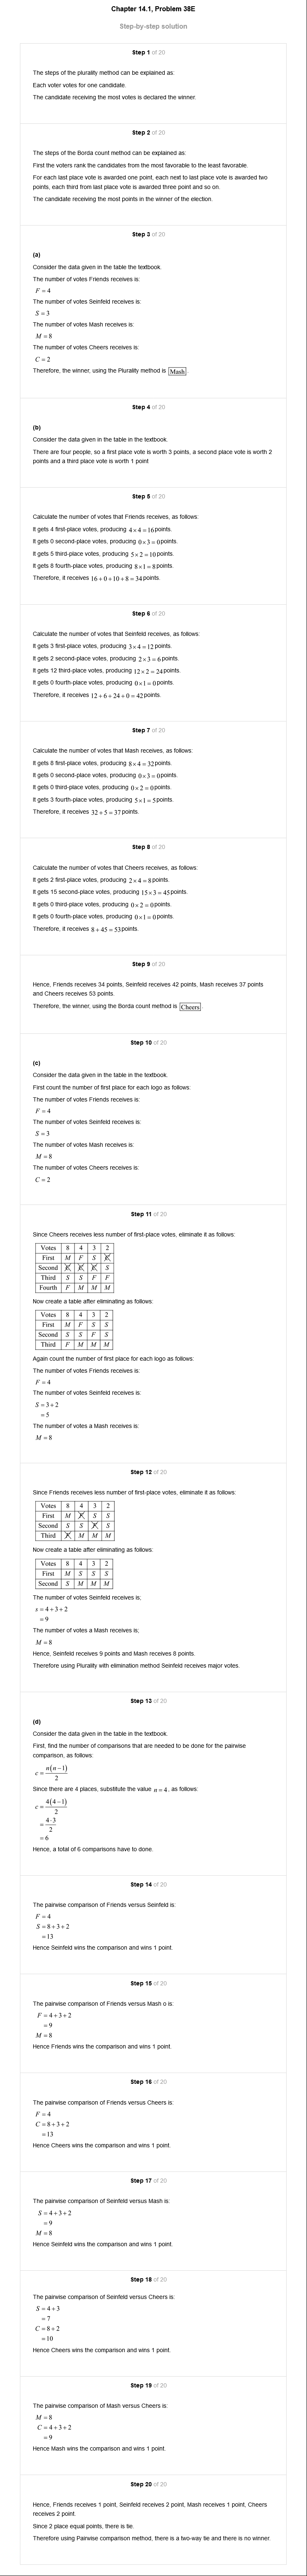 Chapter 14.1, Problem 38E
Step-by-step solution
Step 1 of 20
The steps of the plurality method can be explained as:
Each voter votes for one candidate.
The candidate receiving the most votes is declared the winner.
Step 2 of 20
The steps of the Borda count method can be explained as:
First the voters rank the candidates from the most favorable to the least favorable.
For each last place vote is awarded one point, each next to last place vote is awarded two
points, each third from last place vote is awarded three point and so on.
The candidate receiving the most points in the winner of the election.
Step 3 of 20
(a)
Consider the data given in the table the textbook.
The number of votes Friends receives is:
F = 4
The number of votes Seinfeld receives is:
S = 3
The number of votes Mash receives is:
M = 8
The number of votes Cheers receives is:
C = 2
Therefore, the winner, using the Plurality method is Mash
Step 4 of 20
(b)
Consider the data given in the table in the textbook.
There are four people, so a first place vote is worth 3 points, a second place vote is worth 2
points and a third place vote is worth 1 point
Step 5 of 20
Calculate the number of votes that Friends receives, as follows:
It gets 4 first-place votes, producing 4×4=16 points.
It gets 0 second-place votes, producing 0×3=0 points.
It gets 5 third-place votes, producing 5×2=10 points.
It gets 8 fourth-place votes, producing 8×1=8 points.
Therefore, it receives 16+0+10+8=34 points.
Step 6 of 20
Calculate the number of votes that Seinfeld receives, as follows:
It gets 3 first-place votes, producing 3×4=12 points.
It gets 2 second-place votes, producing 2×3=6 points.
It gets 12 third-place votes, producing 12×2=24 points.
It gets 0 fourth-place votes, producing 0×1=0 points.
Therefore, it receives 12+6+24+0=42 points.
Step 7 of 20
Calculate the number of votes that Mash receives, as follows:
It gets 8 first-place votes, producing 8×4=32 points.
It gets 0 second-place votes, producing 0×3=0 points.
It gets 0 third-place votes, producing 0×2=0 points.
It gets 3 fourth-place votes, producing 5×1=5 points.
Therefore, it receives 32+5=37 points.
Step 8 of 20
Calculate the number of votes that Cheers receives, as follows:
It gets 2 first-place votes, producing 2×4=8 points.
It gets 15 second-place votes, producing 15×3=45 points.
It gets 0 third-place votes, producing 0×2=0 points.
It gets 0 fourth-place votes, producing 0×1=0 points.
Therefore, it receives 8+45=53 points.
Step 9 of 20
Hence, Friends receives 34 points, Seinfeld receives 42 points, Mash receives 37 points
and Cheers receives 53 points.
Therefore, the winner, using the Borda count method is Cheers.
Step 10 of 20
(c)
Consider the data given in the table in the textbook.
First count the number of first place for each logo as follows:
The number of votes Friends receives is:
F = 4
The number of votes Seinfeld receives is:
S = 3
The number of votes Mash receives is:
M = 8
The number of votes Cheers receives is:
C = 2
Step 11 of 20
Since Cheers receives less number of first-place votes, eliminate it as follows:
Votes 8 4 3 2
First M F S C
Second C C C S
Third S S F F
Fourth F M M M
Now create a table after eliminating as follows:
Votes 8 4 3 2
First M F S S
Second S S F S
Third F M M M
Again count the number of first place for each logo as follows:
The number of votes Friends receives is:
F = 4
The number of votes Seinfeld receives is:
S = 3+2
= 5
The number of votes a Mash receives is:
M = 8
Step 12 of 20
Since Friends receives less number of first-place votes, eliminate it as follows:
Votes 8 4 3 2
First M F S S
Second S S F S
Third F M M M
Now create a table after eliminating as follows:
Votes 8 4 3 2
First M S S S
Second S M M M
The number of votes Seinfeld receives is;
s = 4+3+2
= 9
The number of votes a Mash receives is;
M = 8
Hence, Seinfeld receives 9 points and Mash receives 8 points.
Therefore using Plurality with elimination method Seinfeld receives major votes.
Step 13 of 20
(d)
Consider the data given in the table in the textbook.
First, find the number of comparisons that are needed to be done for the pairwise
comparison, as follows:
c = n(n−1)/2
Since there are 4 places, substitute the value n = 4, as follows:
c = 4(4−1)/2
= 4·3/2
= 6
Hence, a total of 6 comparisons have to done.
Step 14 of 20
The pairwise comparison of Friends versus Seinfeld is:
F = 4
S = 8+3+2
= 13
Hence Seinfeld wins the comparison and wins 1 point.
Step 15 of 20
The pairwise comparison of Friends versus Mash o is:
F = 4+3+2
= 9
M = 8
Hence Friends wins the comparison and wins 1 point.
Step 16 of 20
The pairwise comparison of Friends versus Cheers is:
F = 4
C = 8+3+2
= 13
Hence Cheers wins the comparison and wins 1 point.
Step 17 of 20
The pairwise comparison of Seinfeld versus Mash is:
S = 4+3+2
= 9
M = 8
Hence Seinfeld wins the comparison and wins 1 point.
Step 18 of 20
The pairwise comparison of Seinfeld versus Cheers is:
S = 4+3
= 7
C = 8+2
= 10
Hence Cheers wins the comparison and wins 1 point.
Step 19 of 20
The pairwise comparison of Mash versus Cheers is:
M = 8
C = 4+3+2
= 9
Hence Mash wins the comparison and wins 1 point.
Step 20 of 20
Hence, Friends receives 1 point, Seinfeld receives 2 point, Mash receives 1 point, Cheers
receives 2 point.
Since 2 place equal points, there is tie.
Therefore using Pairwise comparison method, there is a two-way tie and there is no winner.